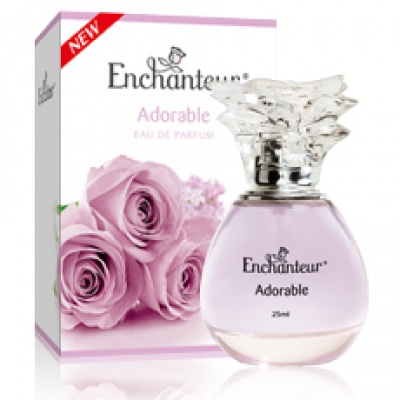 NEW
Enchanteur®
Adorable
EAU DE PARFUM
Enchanteur®
Adorable
25ml